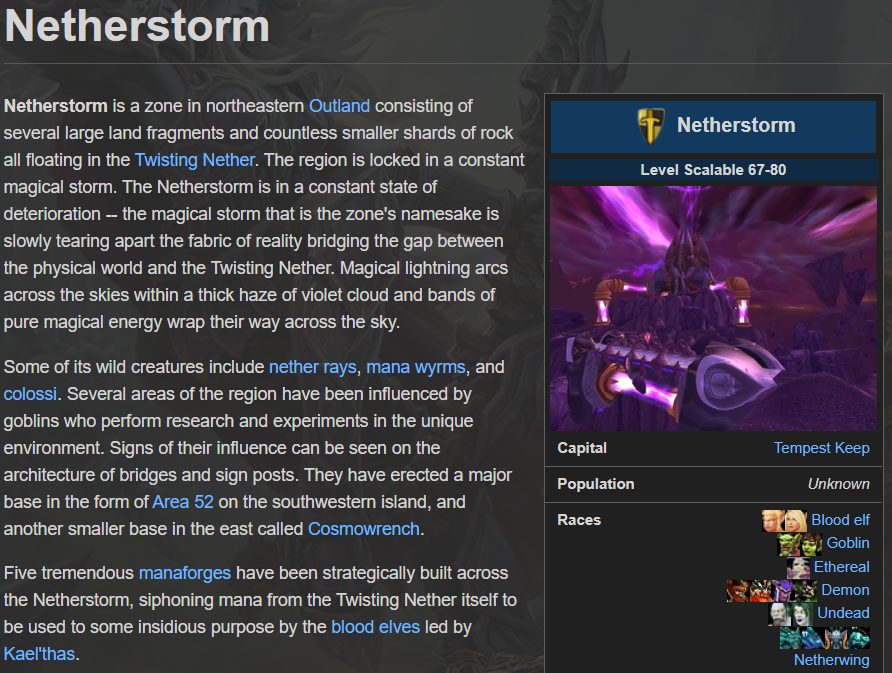 Netherstorm
Netherstorm is a zone in northeastern Outland consisting of
several large land fragments and countless smaller shards of rock
all floating in the Twisting Nether. The region is locked in a constant
magical storm. The Netherstorm is in a constant state of
deterioration -- the magical storm that is the zone's namesake is
slowly tearing apart the fabric of reality bridging the gap between
the physical world and the Twisting Nether. Magical lightning arcs
across the skies within a thick haze of violet cloud and bands of
pure magical energy wrap their way across the sky.
Some of its wild creatures include nether rays, mana wyrms, and
colossi. Several areas of the region have been influenced by
goblins who perform research and experiments in the unique
environment. Signs of their influence can be seen on the
architecture of bridges and sign posts. They have erected a major
base in the form of Area 52 on the southwestern island, and
another smaller base in the east called Cosmowrench.
Five tremendous manaforges have been strategically built across
the Netherstorm, siphoning mana from the Twisting Nether itself to
be used to some insidious purpose by the blood elves led by
Kael'thas.
Netherstorm
Level Scalable 67-80
Capital Tempest Keep
Population Unknown
Races Blood elf
Goblin
Ethereal
Demon
Undead
Netherwing